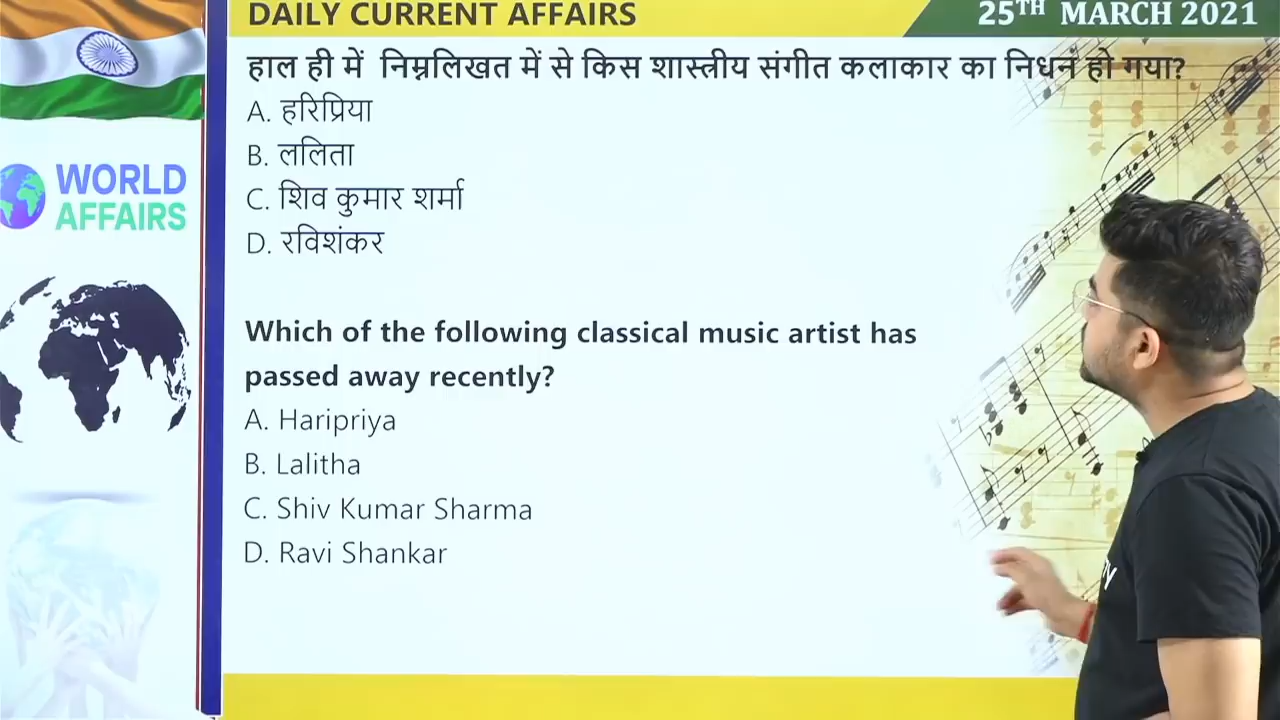 DAILY CURRENT AFFAIRS
25TH MARCH 2021
हाल ही में निम्नलिखत में से किस शास्त्रीय संगीत कलाकार का निधन हो गया?
A. हरिप्रिया
B. ललिता
C. शिव कुमार शर्मा
D. रविशंकर
WORLD
AFFAIRS
Which of the following classical music artist has
passed away recently?
A. Haripriya
B. Lalitha
C. Shiv Kumar Sharma
D. Ravi Shankar